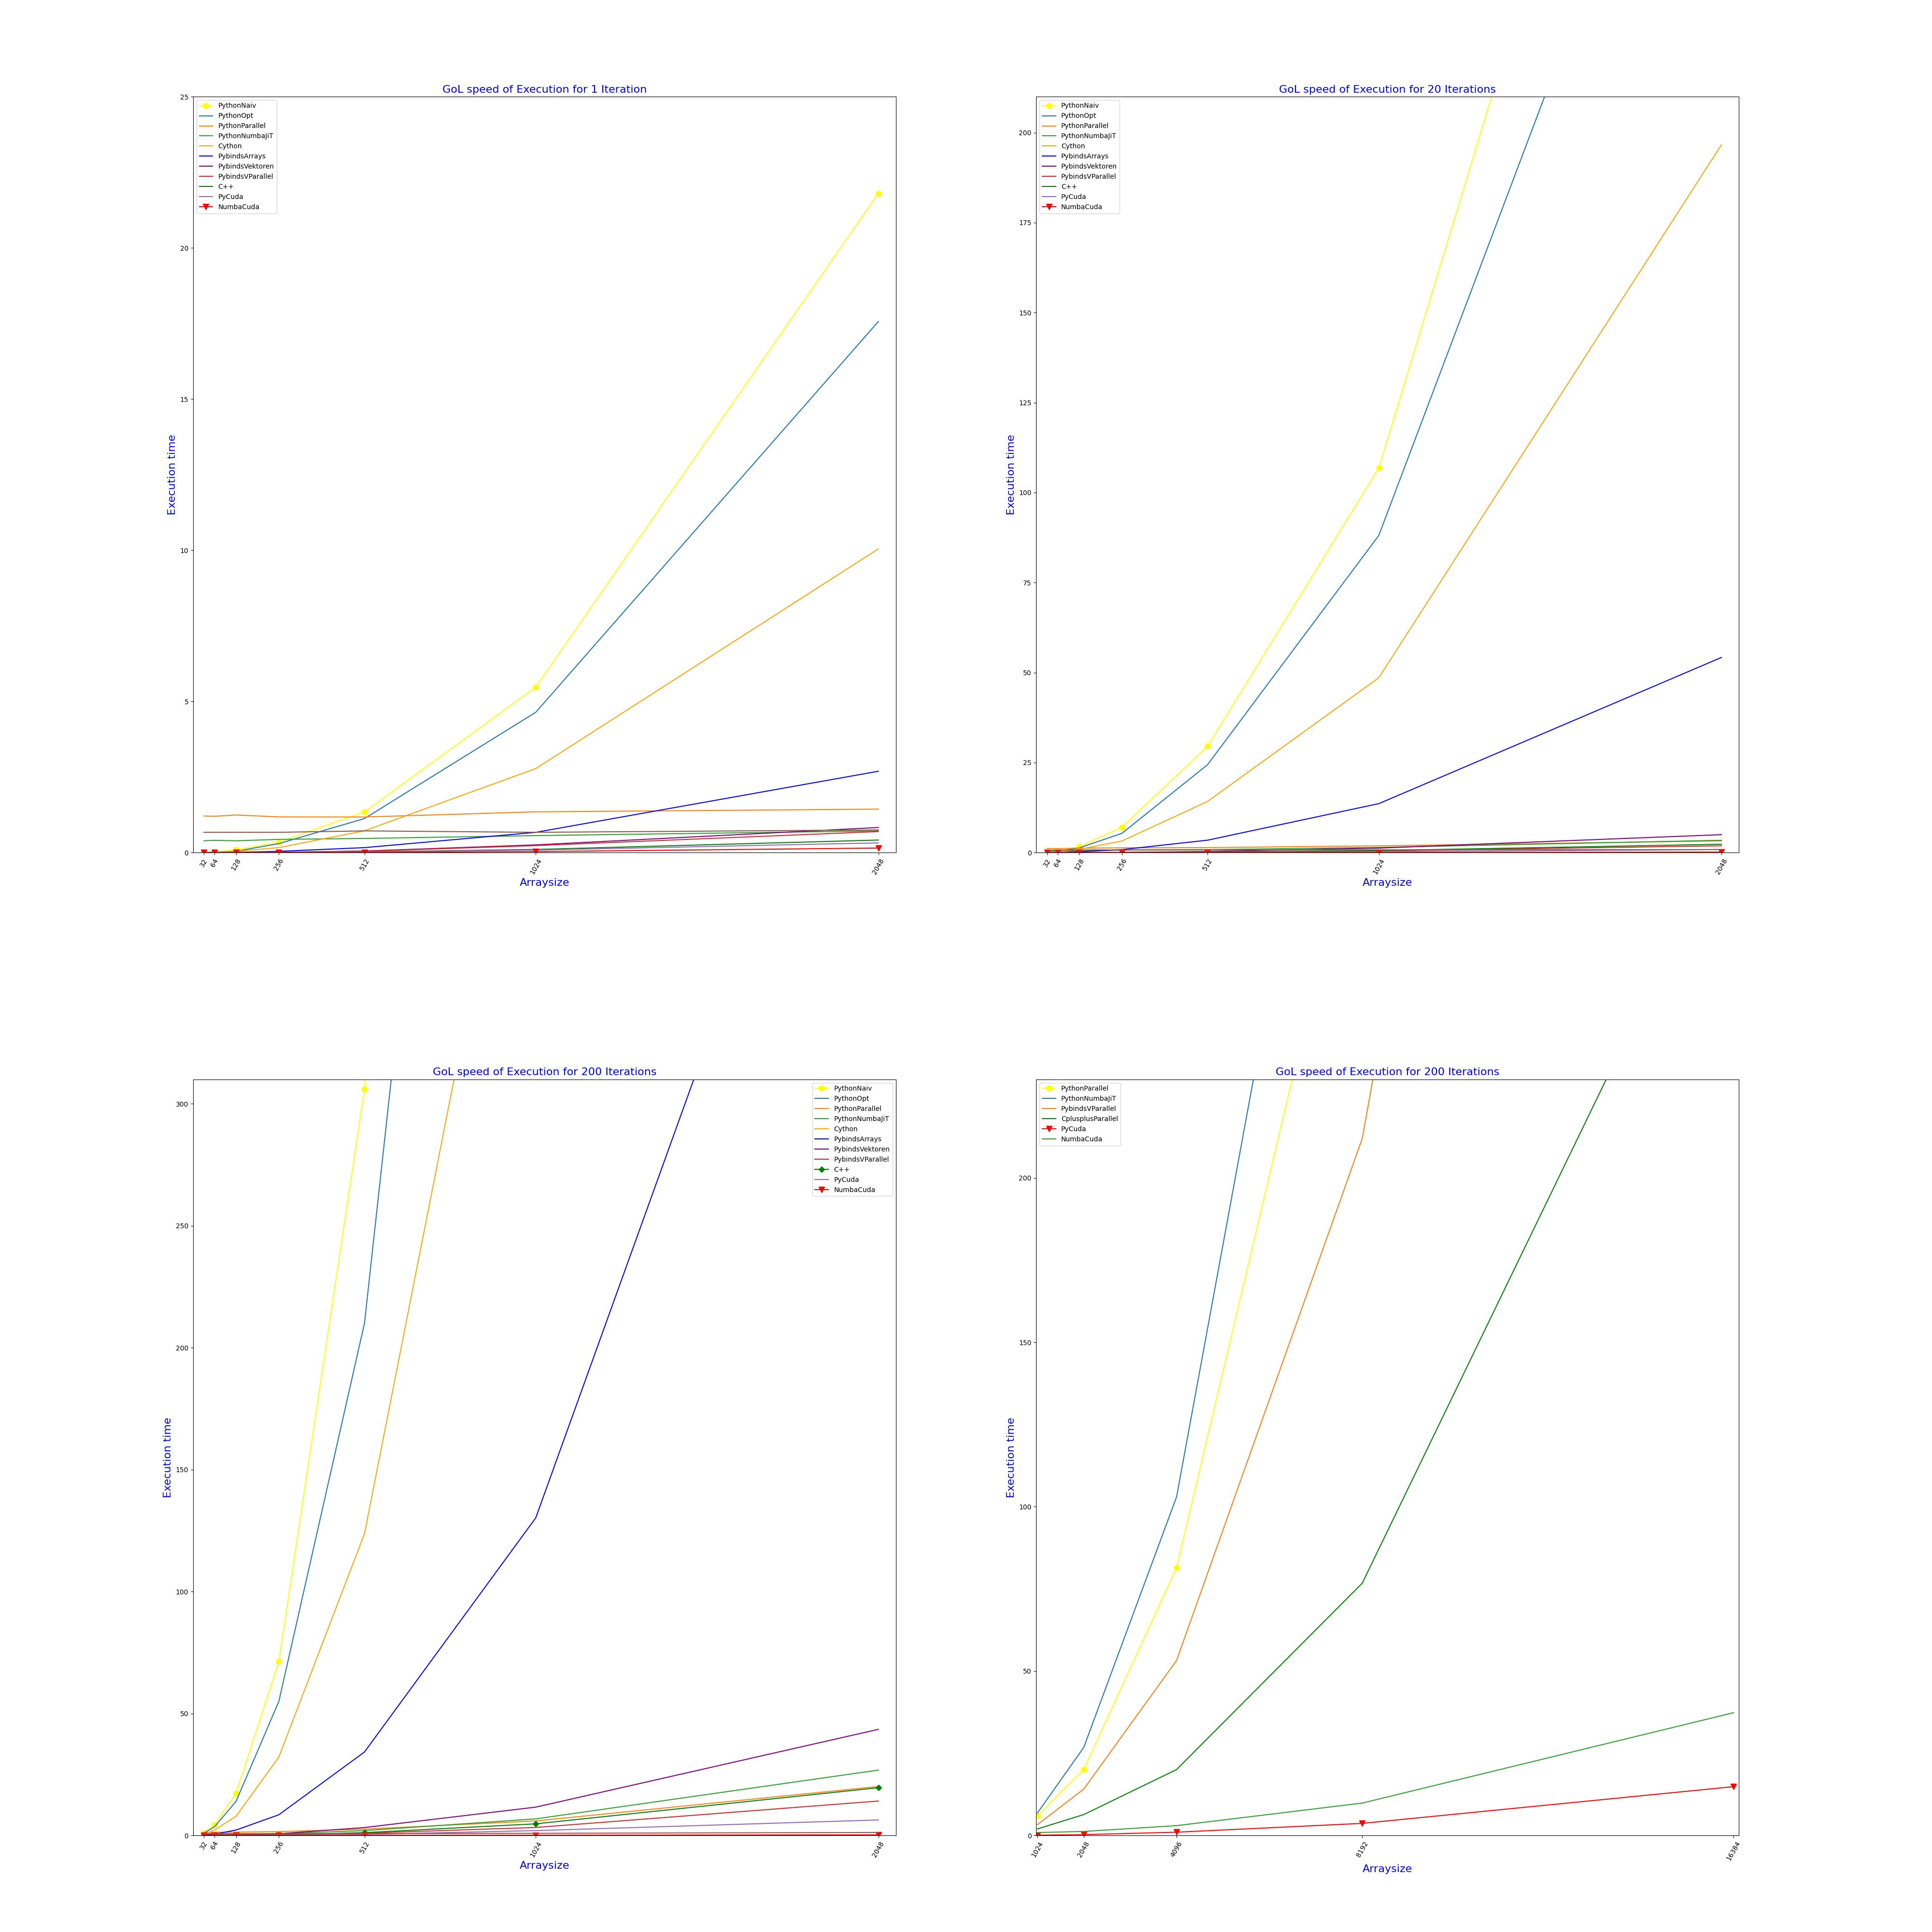 GoL speed of Execution for 1 Iteration
25
20
15
10
5
0
Execution time
PythonNaiv
PythonOpt
PythonParallel
PythonNumbaJiT
Cython
PybindsArrays
PybindsVektoren
PybindsVParallel
C++
PyCuda
NumbaCuda
32
64
128
256
512
1024
2048
Arraysize
GoL speed of Execution for 20 Iterations
200
175
150
125
100
75
50
25
0
Execution time
PythonNaiv
PythonOpt
PythonParallel
PythonNumbaJiT
Cython
PybindsArrays
PybindsVektoren
PybindsVParallel
C++
PyCuda
NumbaCuda
32
64
128
256
512
1024
2048
Arraysize
GoL speed of Execution for 200 Iterations
300
250
200
150
100
50
0
Execution time
PythonNaiv
PythonOpt
PythonParallel
PythonNumbaJiT
Cython
PybindsArrays
PybindsVektoren
PybindsVParallel
C++
PyCuda
NumbaCuda
32
64
128
256
512
1024
2048
Arraysize
GoL speed of Execution for 200 Iterations
200
150
100
50
0
Execution time
PythonParallel
PythonNumbaJiT
PybindsVParallel
CplusplusParallel
PyCuda
NumbaCuda
1024
2048
4096
8192
16384
Arraysize